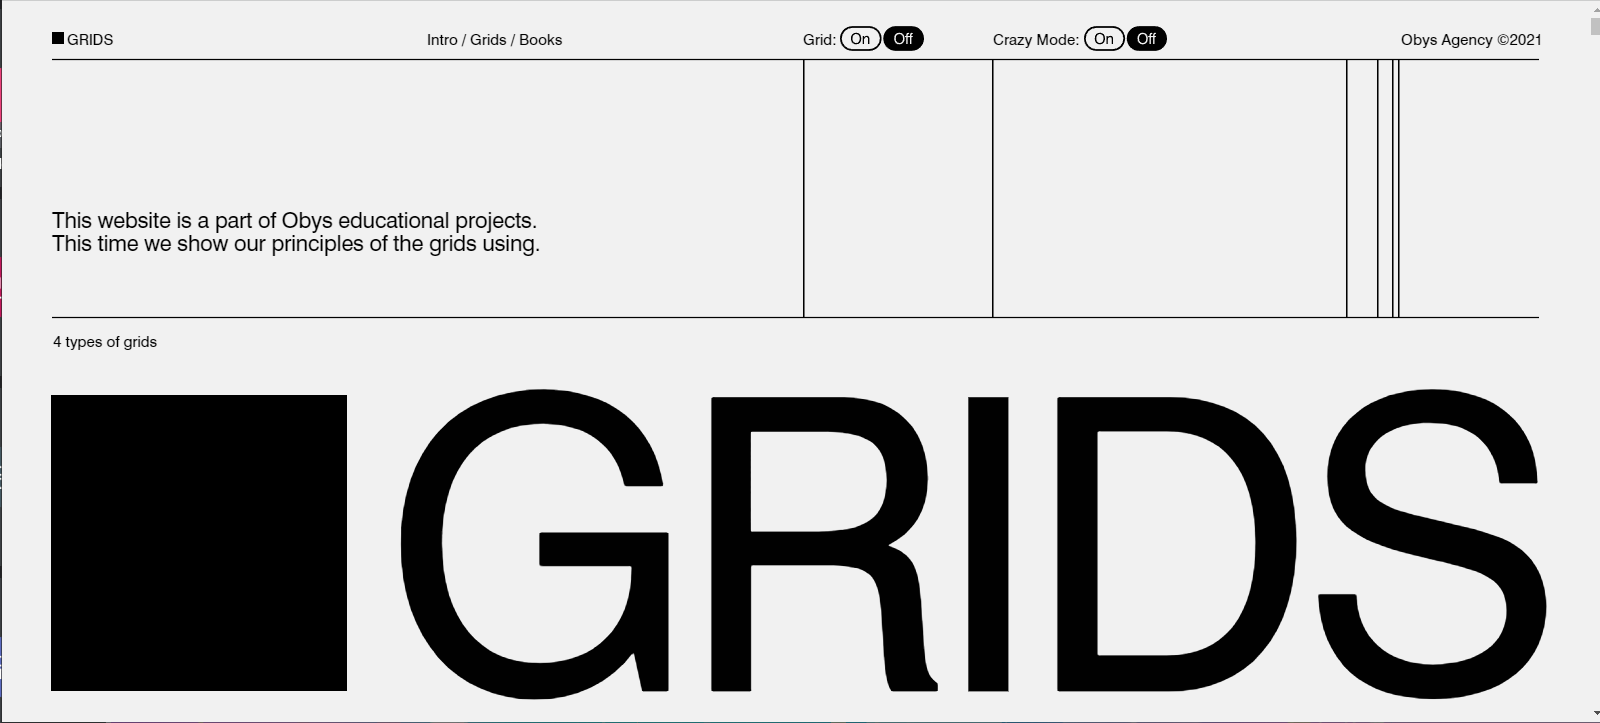 GRIDS
Intro / Grids / Books
Grid: On Off
Crazy Mode: On Off
Obys Agency ©2021
This website is a part of Obys educational projects.
This time we show our principles of the grids using.
4 types of grids
GRIDS